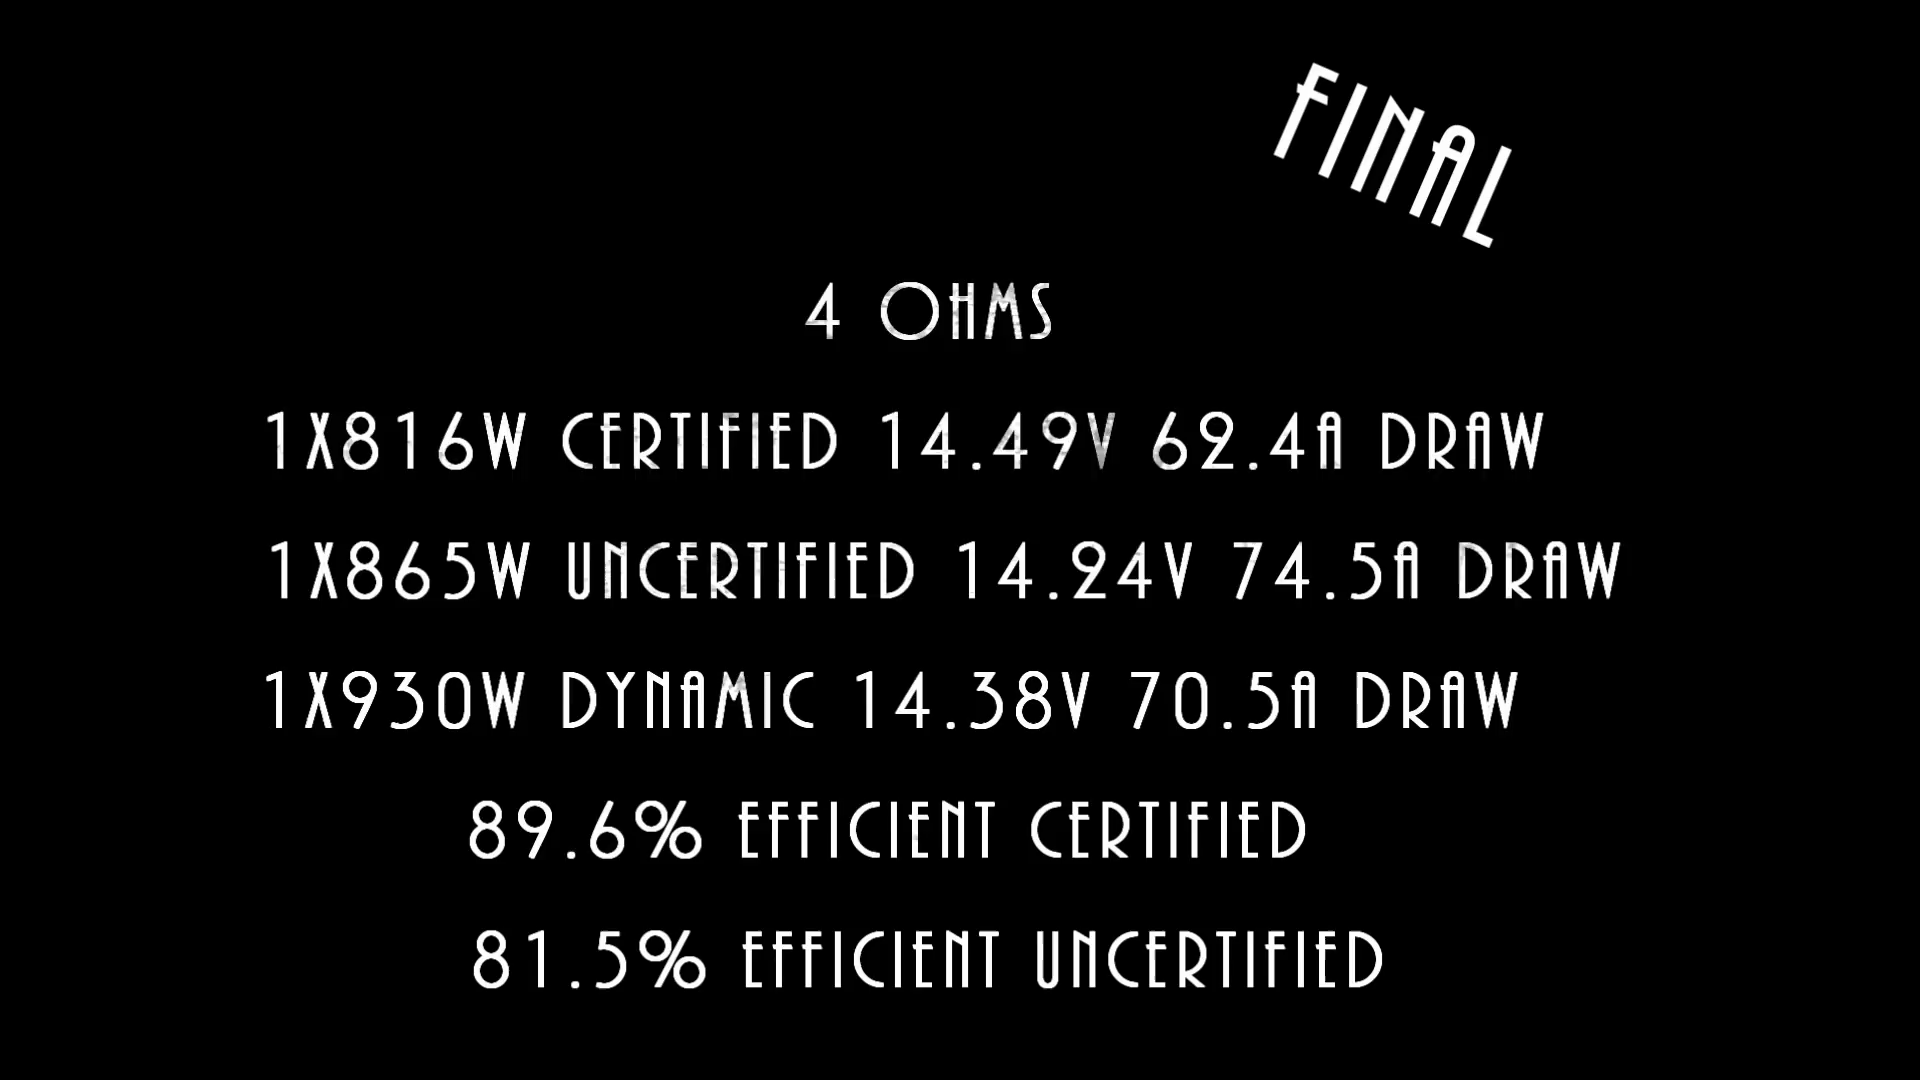 FINAL
4 OHMS
1X816W CERTIFIED 14.49V 62.4A DRAW
1X865W UNCERTIFIED 14.24V 74.5A DRAW
1X930W DYNAMIC 14.38V 70.5A DRAW
89.6% EFFICIENT CERTIFIED
81.5% EFFICIENT UNCERTIFIED